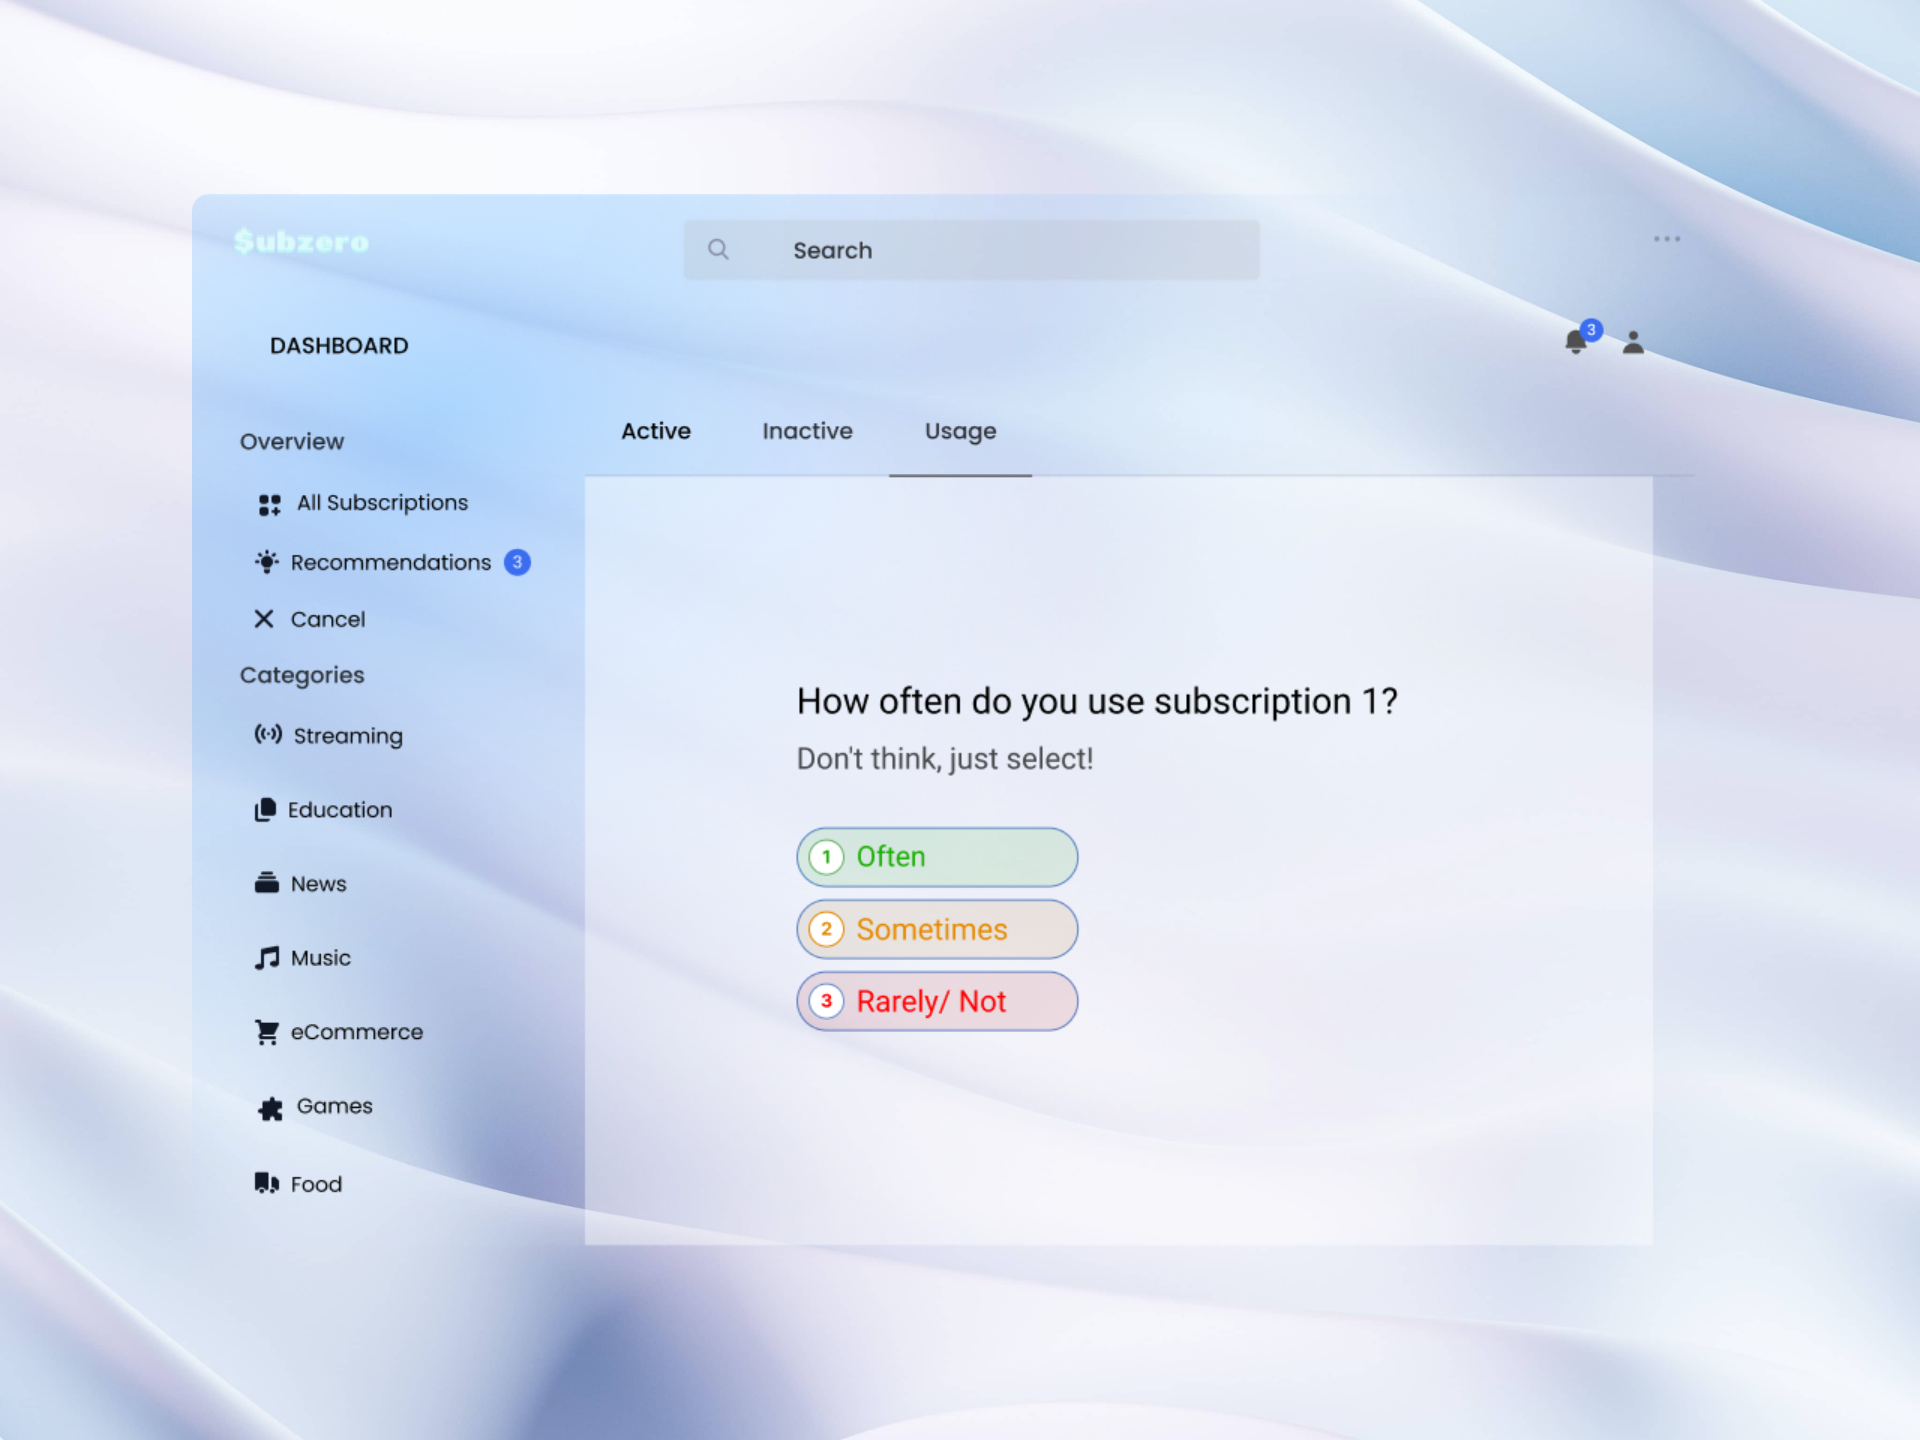 $ubzero
Search
DASHBOARD
3
Active
Inactive
Usage
Overview
All Subscriptions
Recommendations 3
Cancel
Categories
Streaming
Education
News
Music
eCommerce
Games
Food
How often do you use subscription 1?
Don't think, just select!
1 Often
2 Sometimes
3 Rarely/ Not